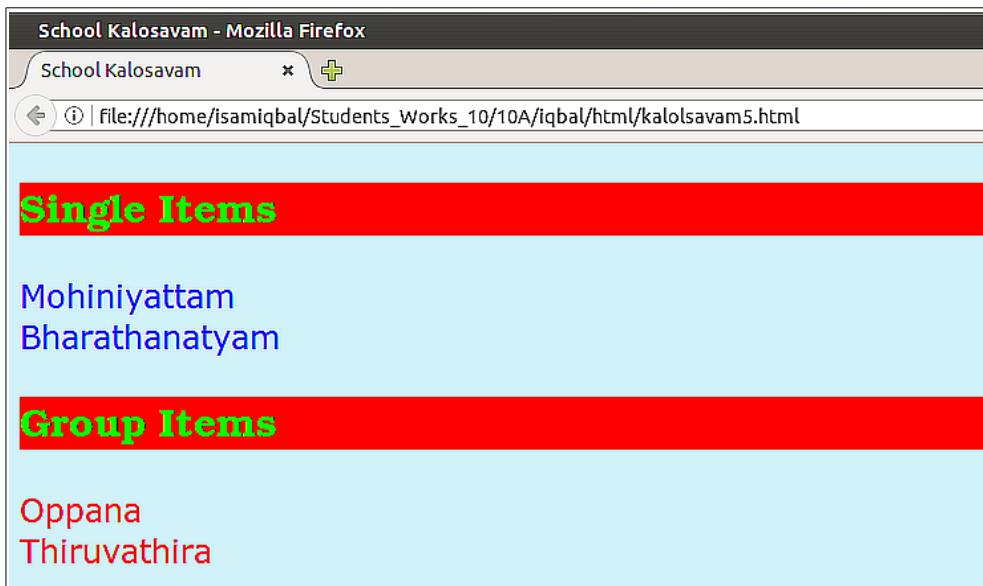 School Kalosavam - Mozilla Firefox
School Kalosavam
file:///home/isamiqbal/Students_Works_10/10A/iqbal/html/kalolsavam5.html
Single Items
Mohiniyattam
Bharathanatyam
Group Items
Oppana
Thiruvathira